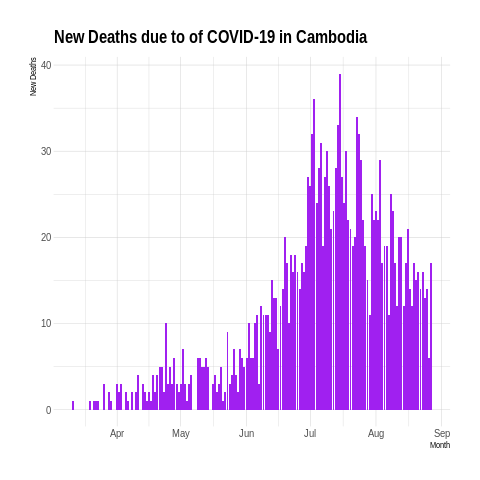 New Deaths due to of COVID-19 in Cambodia
New Deaths
40
30
20
10
0
Apr May Jun Jul Aug Sep
Month